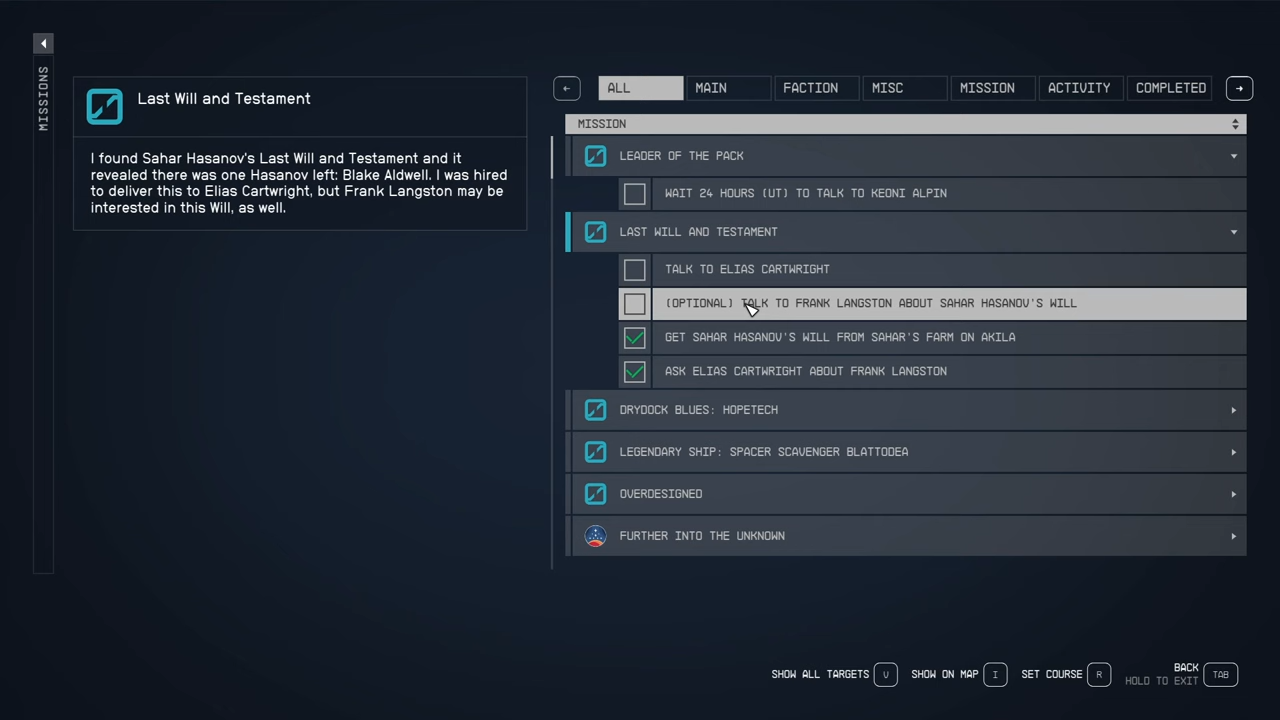 MISSIONS
Last Will and Testament
I found Sahar Hasanov's Last Will and Testament and it
revealed there was one Hasanov left: Blake Aldwell. I was hired
to deliver this to Elias Cartwright, but Frank Langston may be
interested in this Will, as well.
ALL MAIN FACTION MISC MISSION ACTIVITY COMPLETED
MISSION
LEADER OF THE PACK
WAIT 24 HOURS (UT) TO TALK TO KEONI ALPIN
LAST WILL AND TESTAMENT
TALK TO ELIAS CARTWRIGHT
(OPTIONAL) TALK TO FRANK LANGSTON ABOUT SAHAR HASANOV'S WILL
GET SAHAR HASANOV'S WILL FROM SAHAR'S FARM ON AKILA
ASK ELIAS CARTWRIGHT ABOUT FRANK LANGSTON
DRYDOCK BLUES: HOPETECH
LEGENDARY SHIP: SPACER SCAVENGER BLATTODEA
OVERDESIGNED
FURTHER INTO THE UNKNOWN
SHOW ALL TARGETS V SHOW ON MAP I SET COURSE R BACK TAB
HOLD TO EXIT